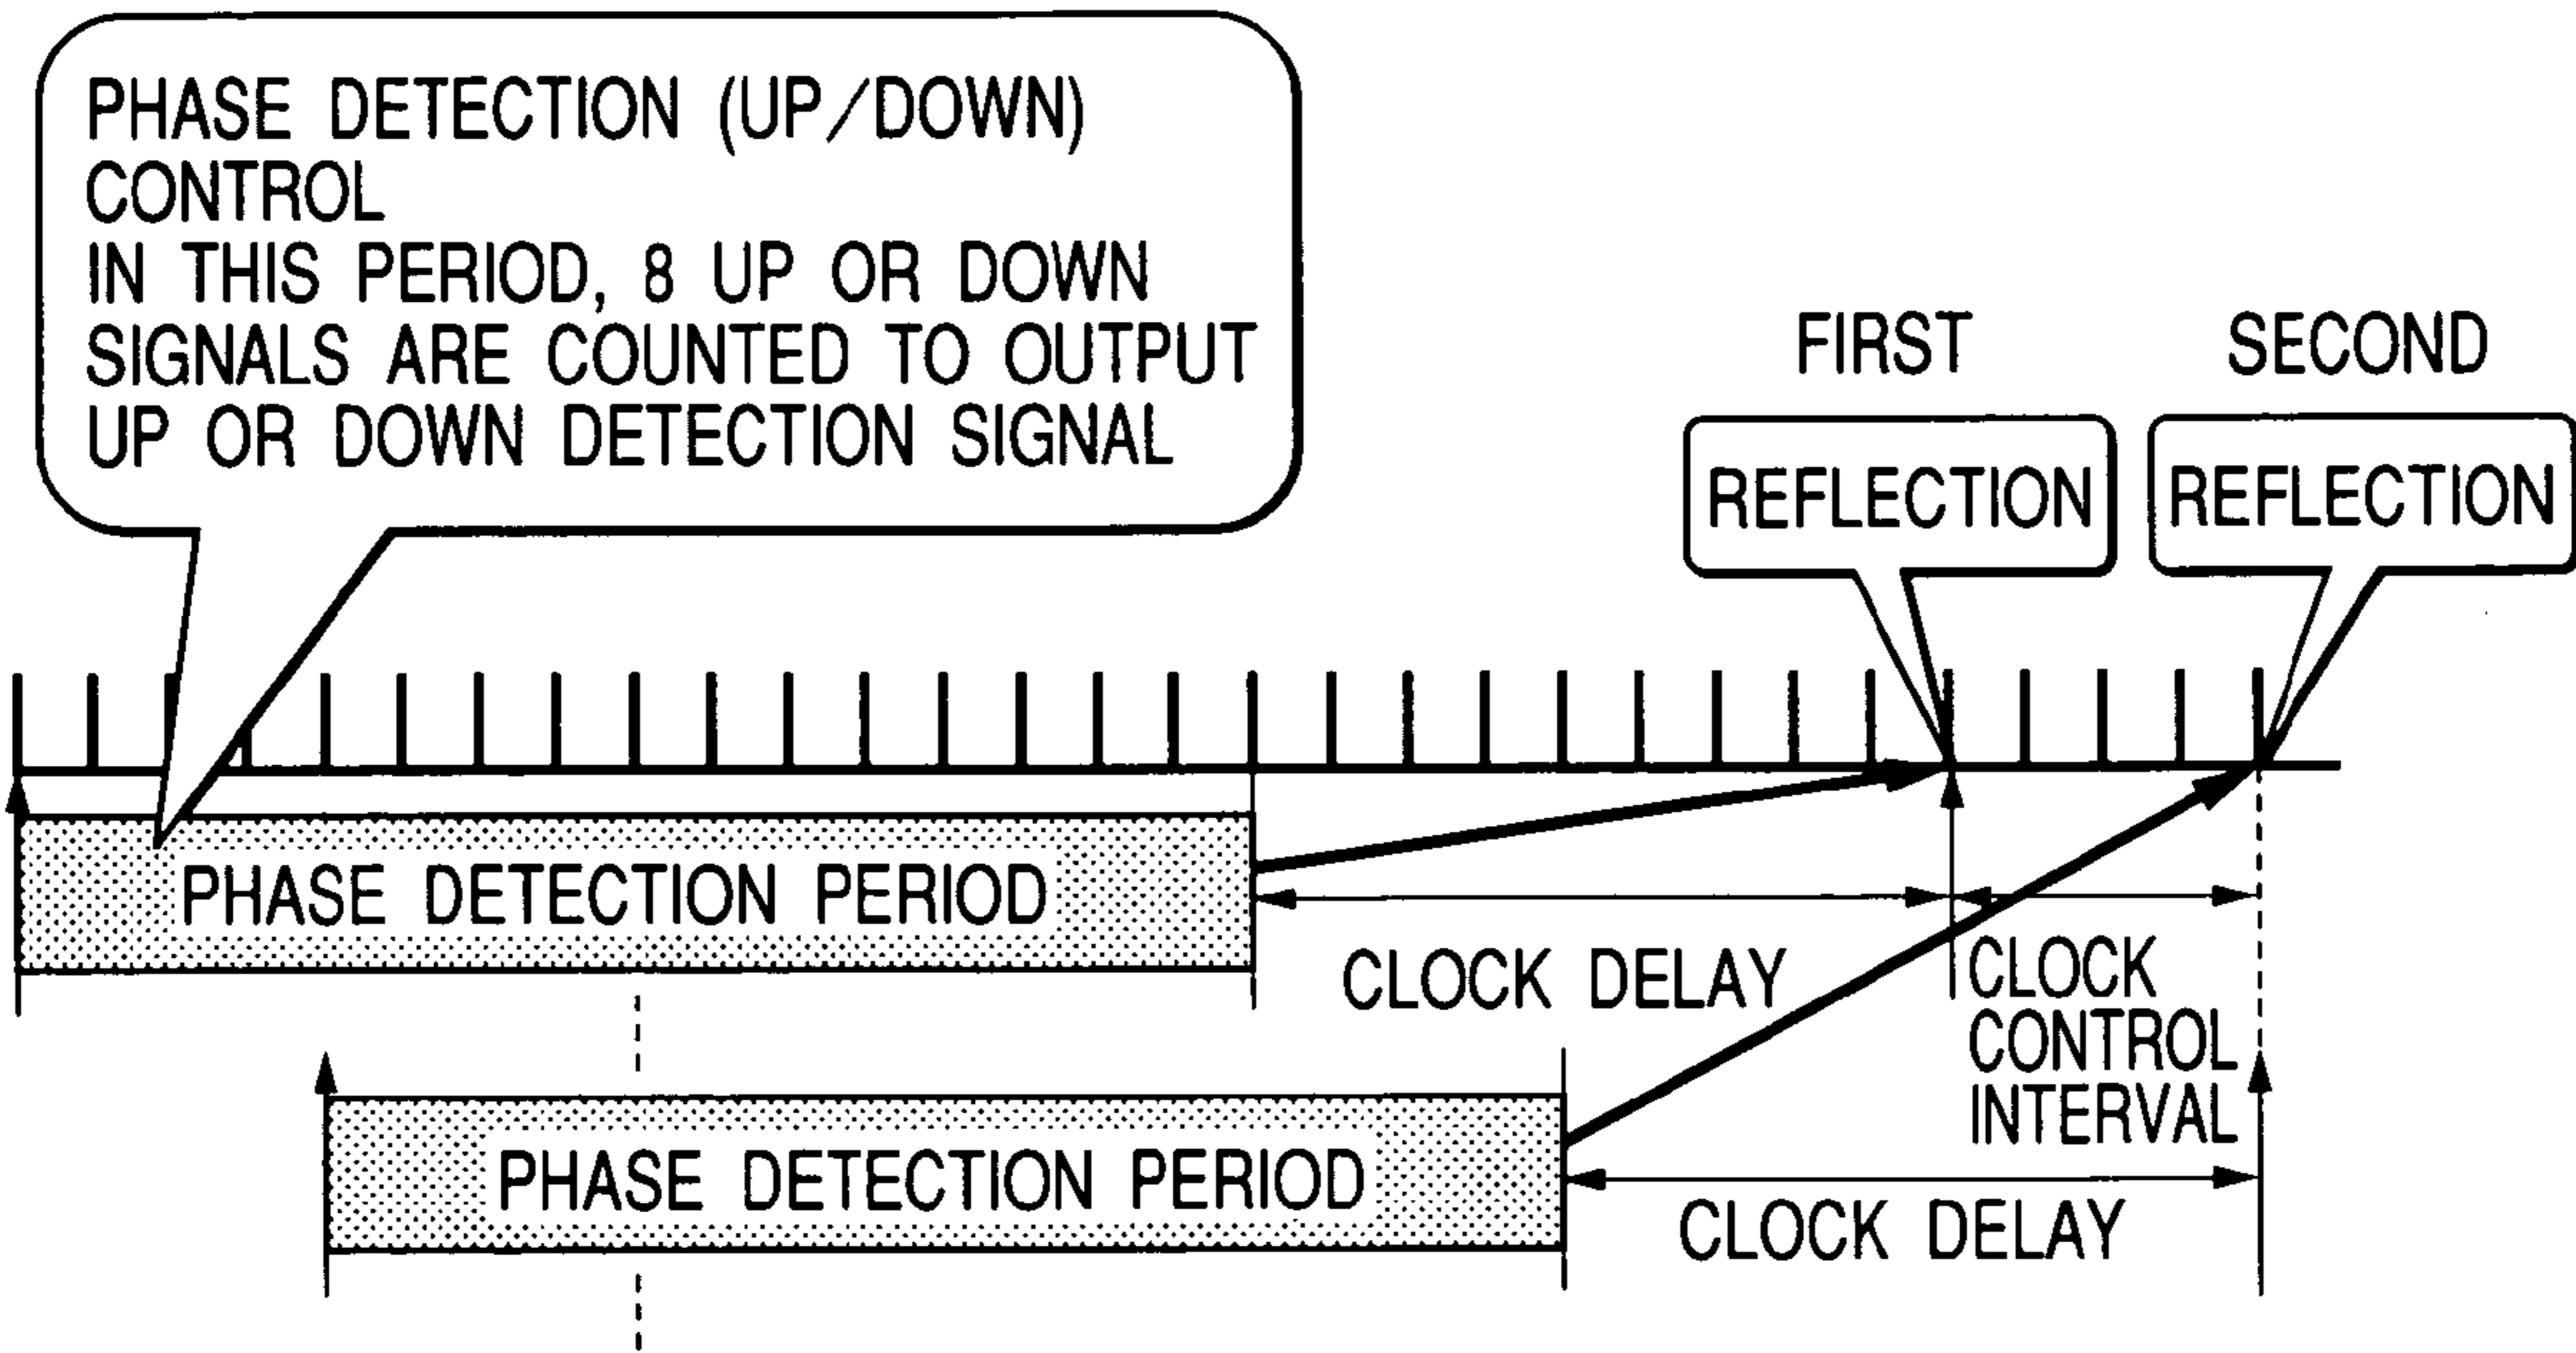 PHASE DETECTION (UP/DOWN)
CONTROL
IN THIS PERIOD, 8 UP OR DOWN
SIGNALS ARE COUNTED TO OUTPUT
UP OR DOWN DETECTION SIGNAL
FIRST
SECOND
REFLECTION
REFLECTION
PHASE DETECTION PERIOD
CLOCK DELAY
CLOCK
CONTROL
INTERVAL
PHASE DETECTION PERIOD
CLOCK DELAY